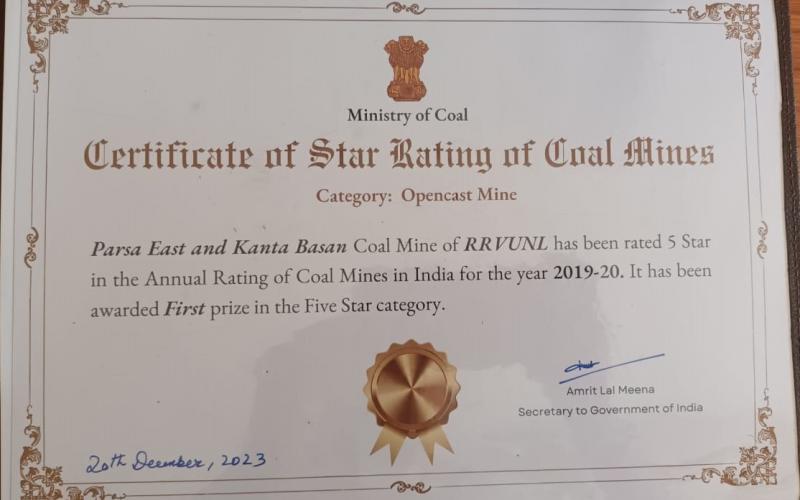 Ministry of Coal
Certificate of Star Rating of Coal Mines
Category: Opencast Mine
Parsa East and Kanta Basan Coal Mine of RRVUNL has been rated 5 Star
in the Annual Rating of Coal Mines in India for the year 2019-20. It has been
awarded First prize in the Five Star category.
Amrit Lal Meena
Secretary to Government of India
20th December, 2023